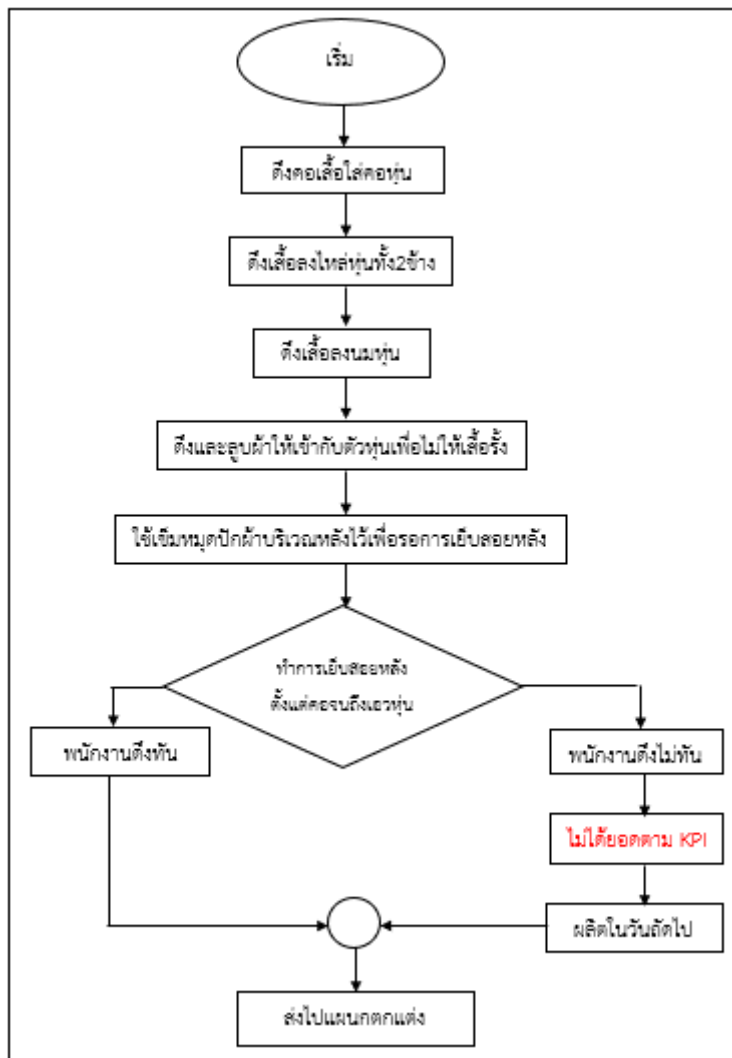 เริ่ม
ดึงคอเสื้อใส่คอหุ่น
ดึงเสื้อลงไหล่หุ่นทั้ง2ข้าง
ดึงเสื้อลงนมหุ่น
ดึงและลูบผ้าให้เข้ากับตัวหุ่นเพื่อไม่ให้เสื้อรั้ง
ใช้เข็มหมุดปักผ้าบริเวณหลังไว้เพื่อรอการเย็บสอยหลัง
ทำการเย็บสอยหลัง
ตั้งแต่คอจนถึงเอวหุ่น
พนักงานดึงทัน
พนักงานดึงไม่ทัน
ไม่ได้ยอดตาม KPI
ผลิตในวันถัดไป
ส่งไปแผนกตกแต่ง